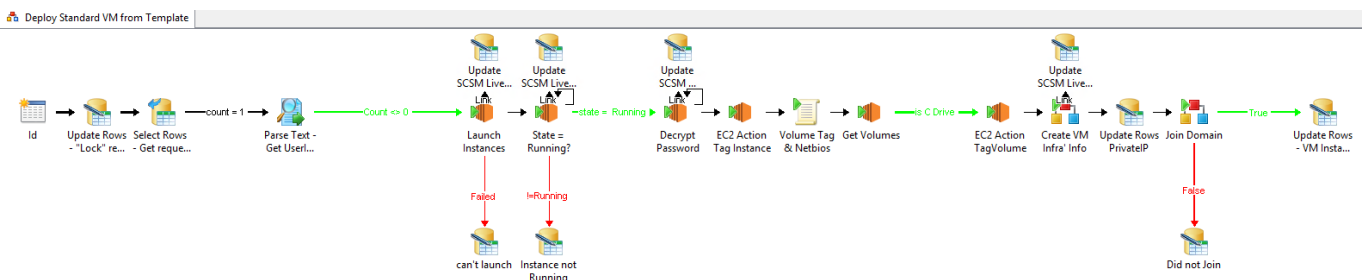 Deploy Standard VM from Template
Update
SCSM Live...
Update
SCSM Live...
Update
SCSM ...
Update
SCSM Live...
Link
Link
Link
Link
count = 1
Count <> 0
state = Running
is C Drive
True
Id
Update Rows
- "Lock" re...
Select Rows
- Get reque...
Parse Text -
Get UserI...
Launch
Instances
State =
Running?
Decrypt
Password
EC2 Action
Tag Instance
Volume Tag
& Netbios
Get Volumes
EC2 Action
TagVolume
Create VM
Infra' Info
Update Rows
PrivateIP
Join Domain
Update Rows
- VM Insta...
Failed
!=Running
False
can't launch
Instance not
Running
Did not Join